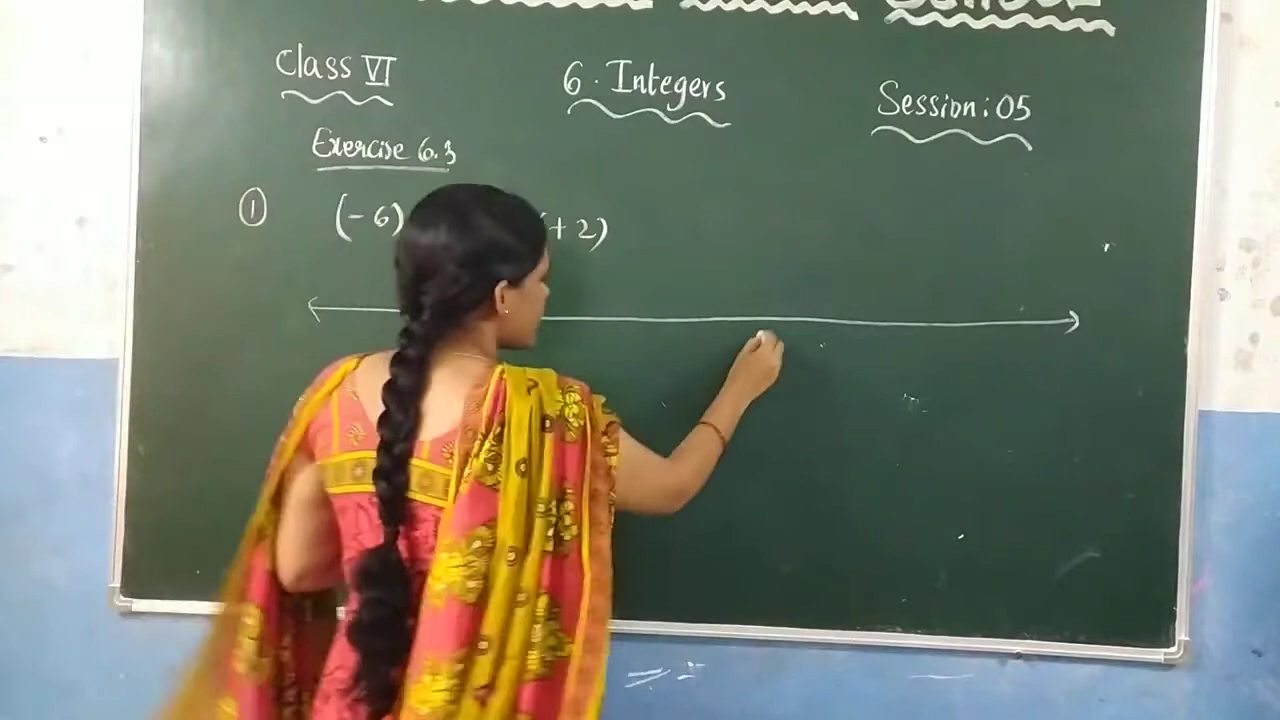 Class VI
6. Integers
Session: 05
Exercise 6.3
① (-6) (+2)